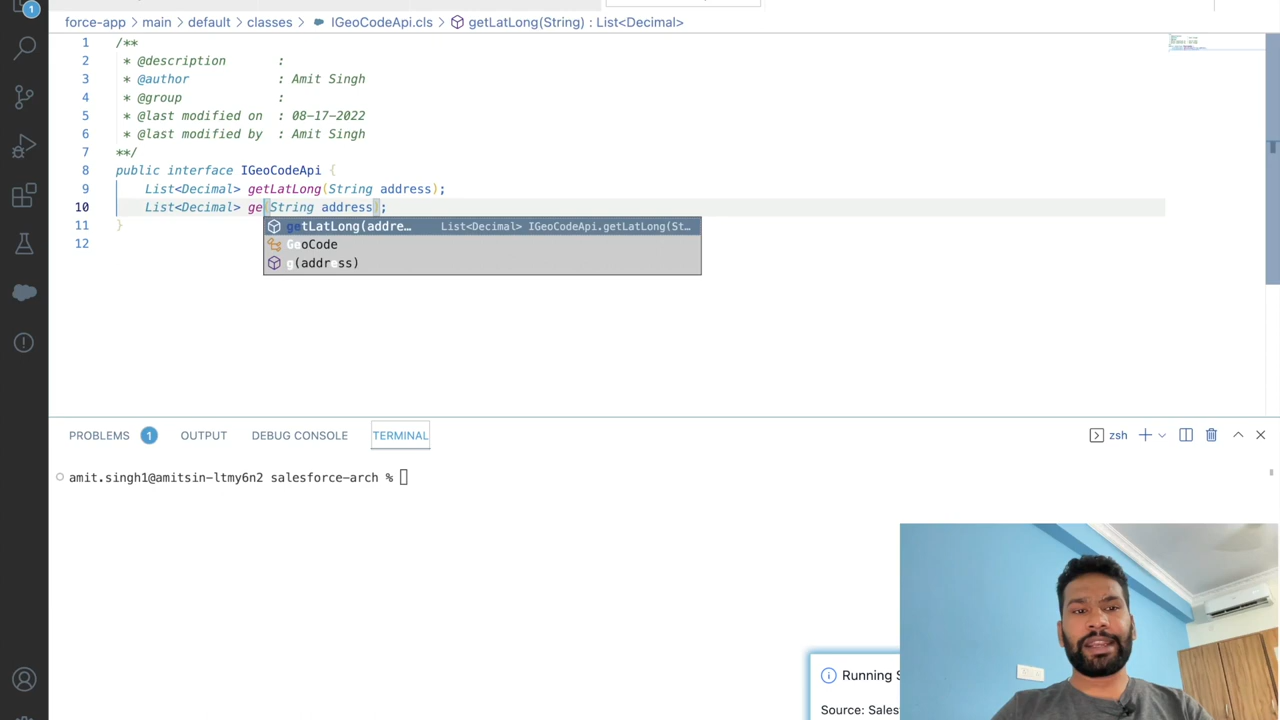 1
force-app > main > default > classes > IGeoCodeApi.cls > getLatLong(String) : List<Decimal>
1 /**
2 * @description :
3 * @author : Amit Singh
4 * @group :
5 * @last modified on : 08-17-2022
6 * @last modified by : Amit Singh
7 **/
8 public interface IGeoCodeApi {
9 List<Decimal> getLatLong(String address);
10 List<Decimal> ge(String address);
getLatLong(addre… List<Decimal> IGeoCodeApi.getLatLong(St…
11 }
12
GeoCode
g(address)
PROBLEMS 1 OUTPUT DEBUG CONSOLE TERMINAL
zsh
amit.singh1@amitsin-ltmy6n2 salesforce-arch %
Running S
Source: Sales